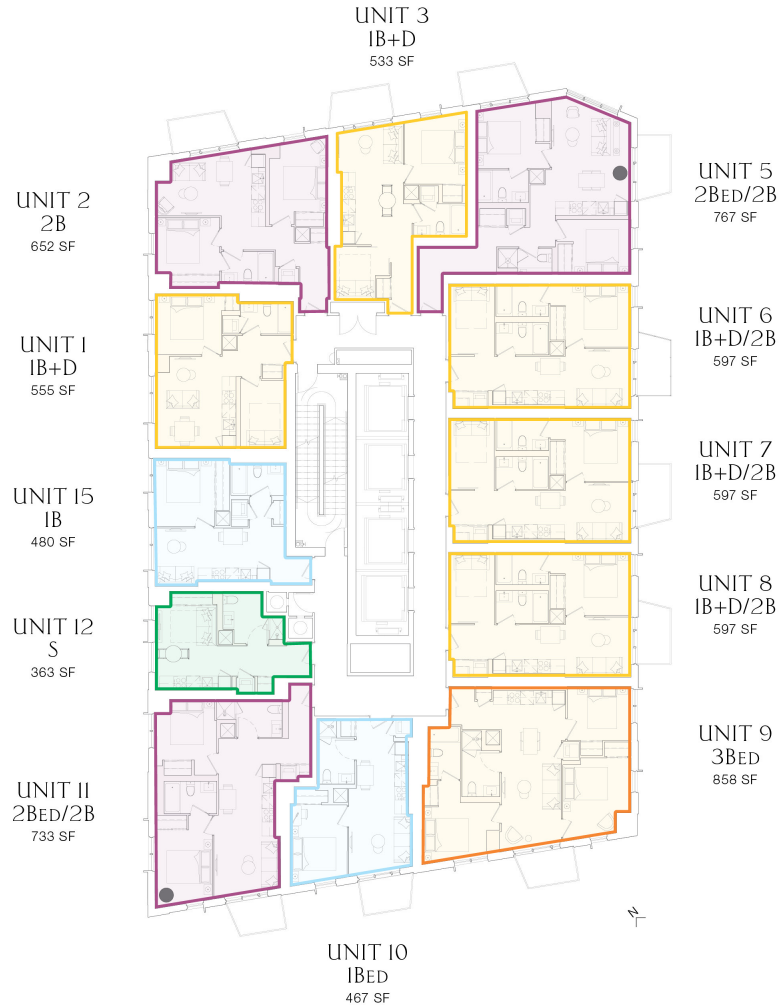 UNIT 3
1B+D
533 SF
UNIT 2
2B
652 SF
UNIT 5
2BED/2B
767 SF
UNIT 1
1B+D
555 SF
UNIT 6
1B+D/2B
597 SF
UNIT 15
1B
480 SF
UNIT 7
1B+D/2B
597 SF
UNIT 12
S
363 SF
UNIT 8
1B+D/2B
597 SF
UNIT 11
2BED/2B
733 SF
UNIT 9
3BED
858 SF
UNIT 10
1BED
467 SF
N